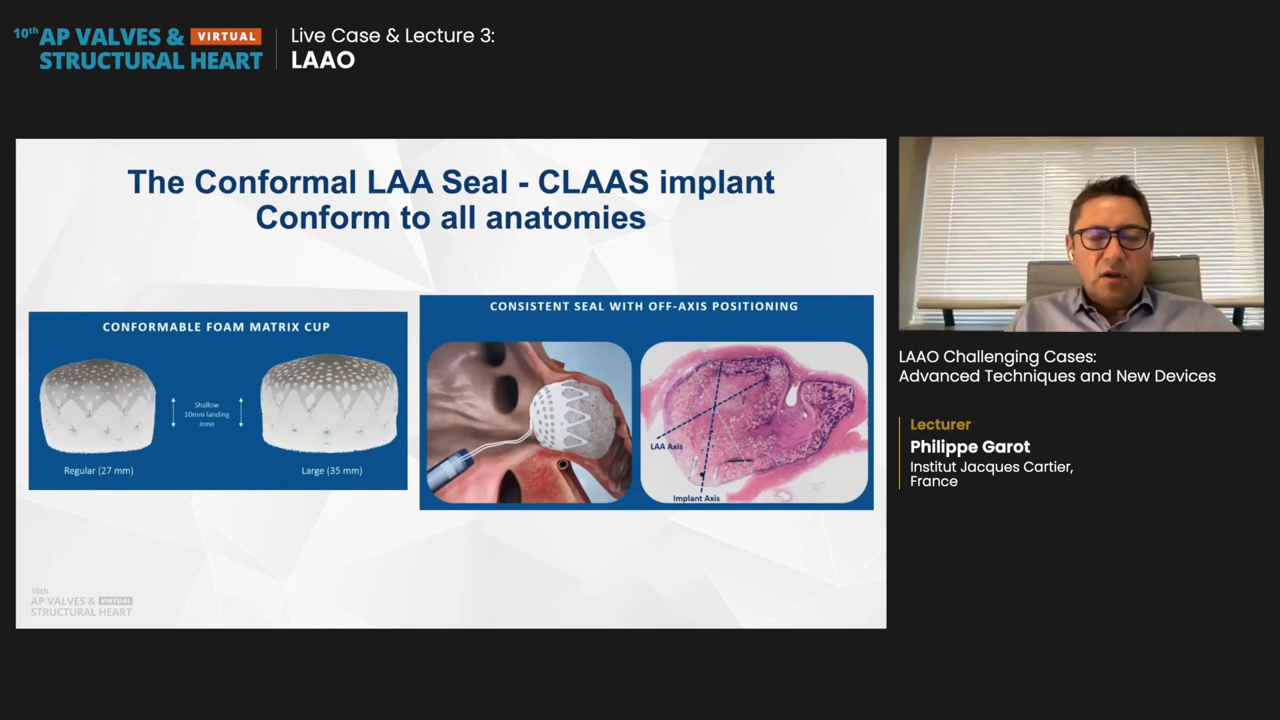 10th AP VALVES & VIRTUAL
STRUCTURAL HEART
Live Case & Lecture 3:
LAAO
The Conformal LAA Seal - CLAAS implant
Conform to all anatomies
CONFORMABLE FOAM MATRIX CUP
Shallow
10mm landing
zone
Regular (27 mm)
Large (35 mm)
CONSISTENT SEAL WITH OFF-AXIS POSITIONING
LAA Axis
Implant Axis
10th
AP VALVES & VIRTUAL
STRUCTURAL HEART
LAAO Challenging Cases:
Advanced Techniques and New Devices
Lecturer
Philippe Garot
Institut Jacques Cartier,
France